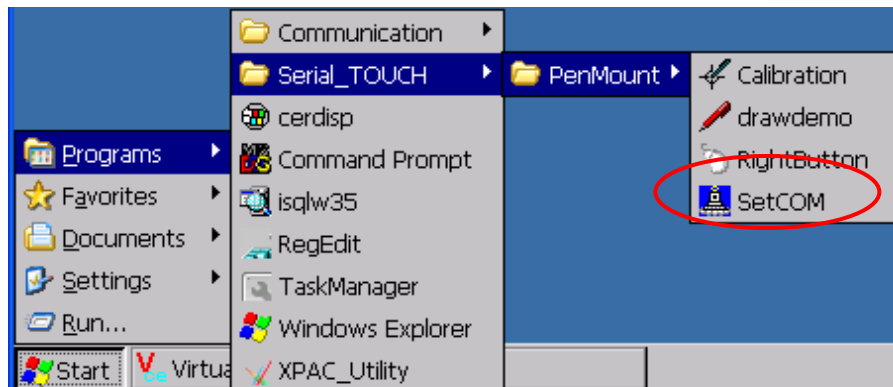 Programs
Favorites
Documents
Settings
Run...
Start
Virtua
Communication
Serial_TOUCH
cerdisp
Command Prompt
isqlw35
RegEdit
TaskManager
Windows Explorer
XPAC_Utility
PenMount
Calibration
drawdemo
RightButton
SetCOM